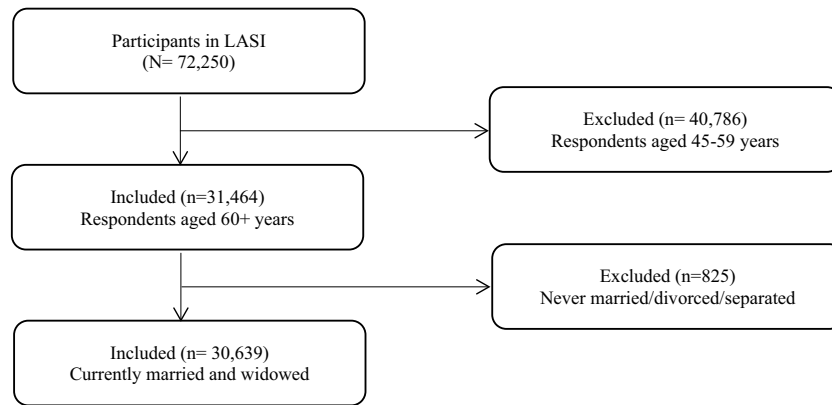 Participants in LASI
(N= 72,250)
Excluded (n= 40,786)
Respondents aged 45-59 years
Included (n=31,464)
Respondents aged 60+ years
Excluded (n=825)
Never married/divorced/separated
Included (n= 30,639)
Currently married and widowed